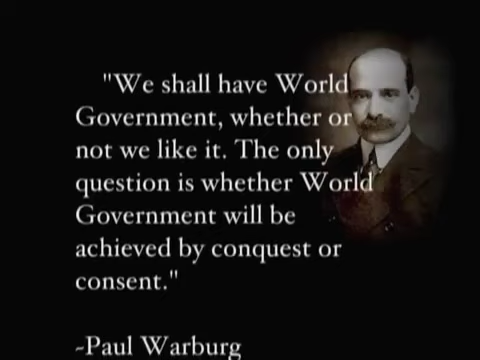 "We shall have World
Government, whether or
not we like it. The only
question is whether World
Government will be
achieved by conquest or
consent."
~Paul Warburg